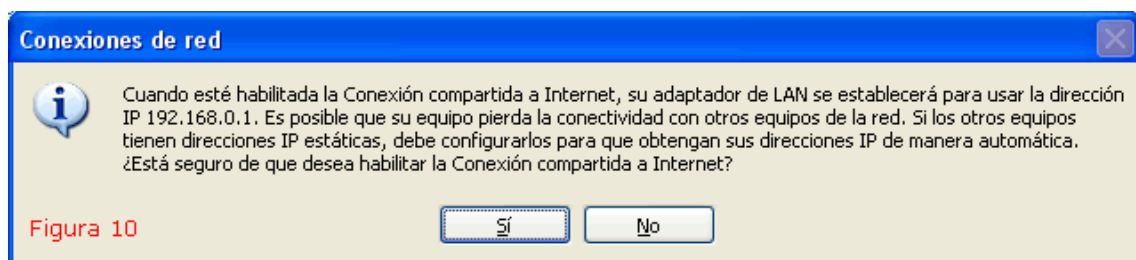 Conexiones de red
Cuando esté habilitada la Conexión compartida a Internet, su adaptador de LAN se establecerá para usar la dirección
IP 192.168.0.1. Es posible que su equipo pierda la conectividad con otros equipos de la red. Si los otros equipos
tienen direcciones IP estáticas, debe configurarlos para que obtengan sus direcciones IP de manera automática.
¿Está seguro de que desea habilitar la Conexión compartida a Internet?
Figura 10
Sí
No